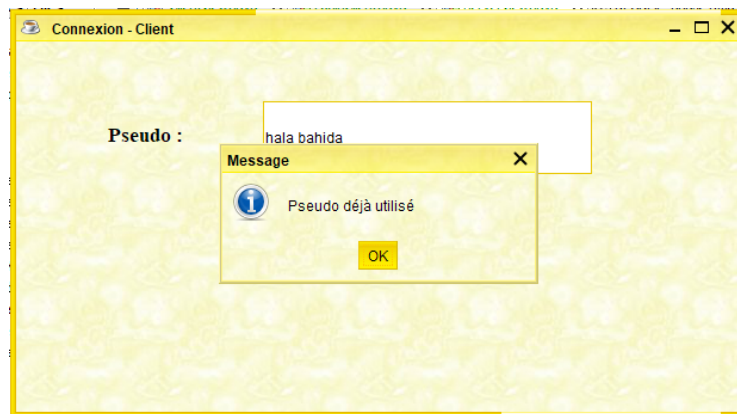 Connexion - Client
Pseudo :
hala bahida
Message
Pseudo déjà utilisé
OK